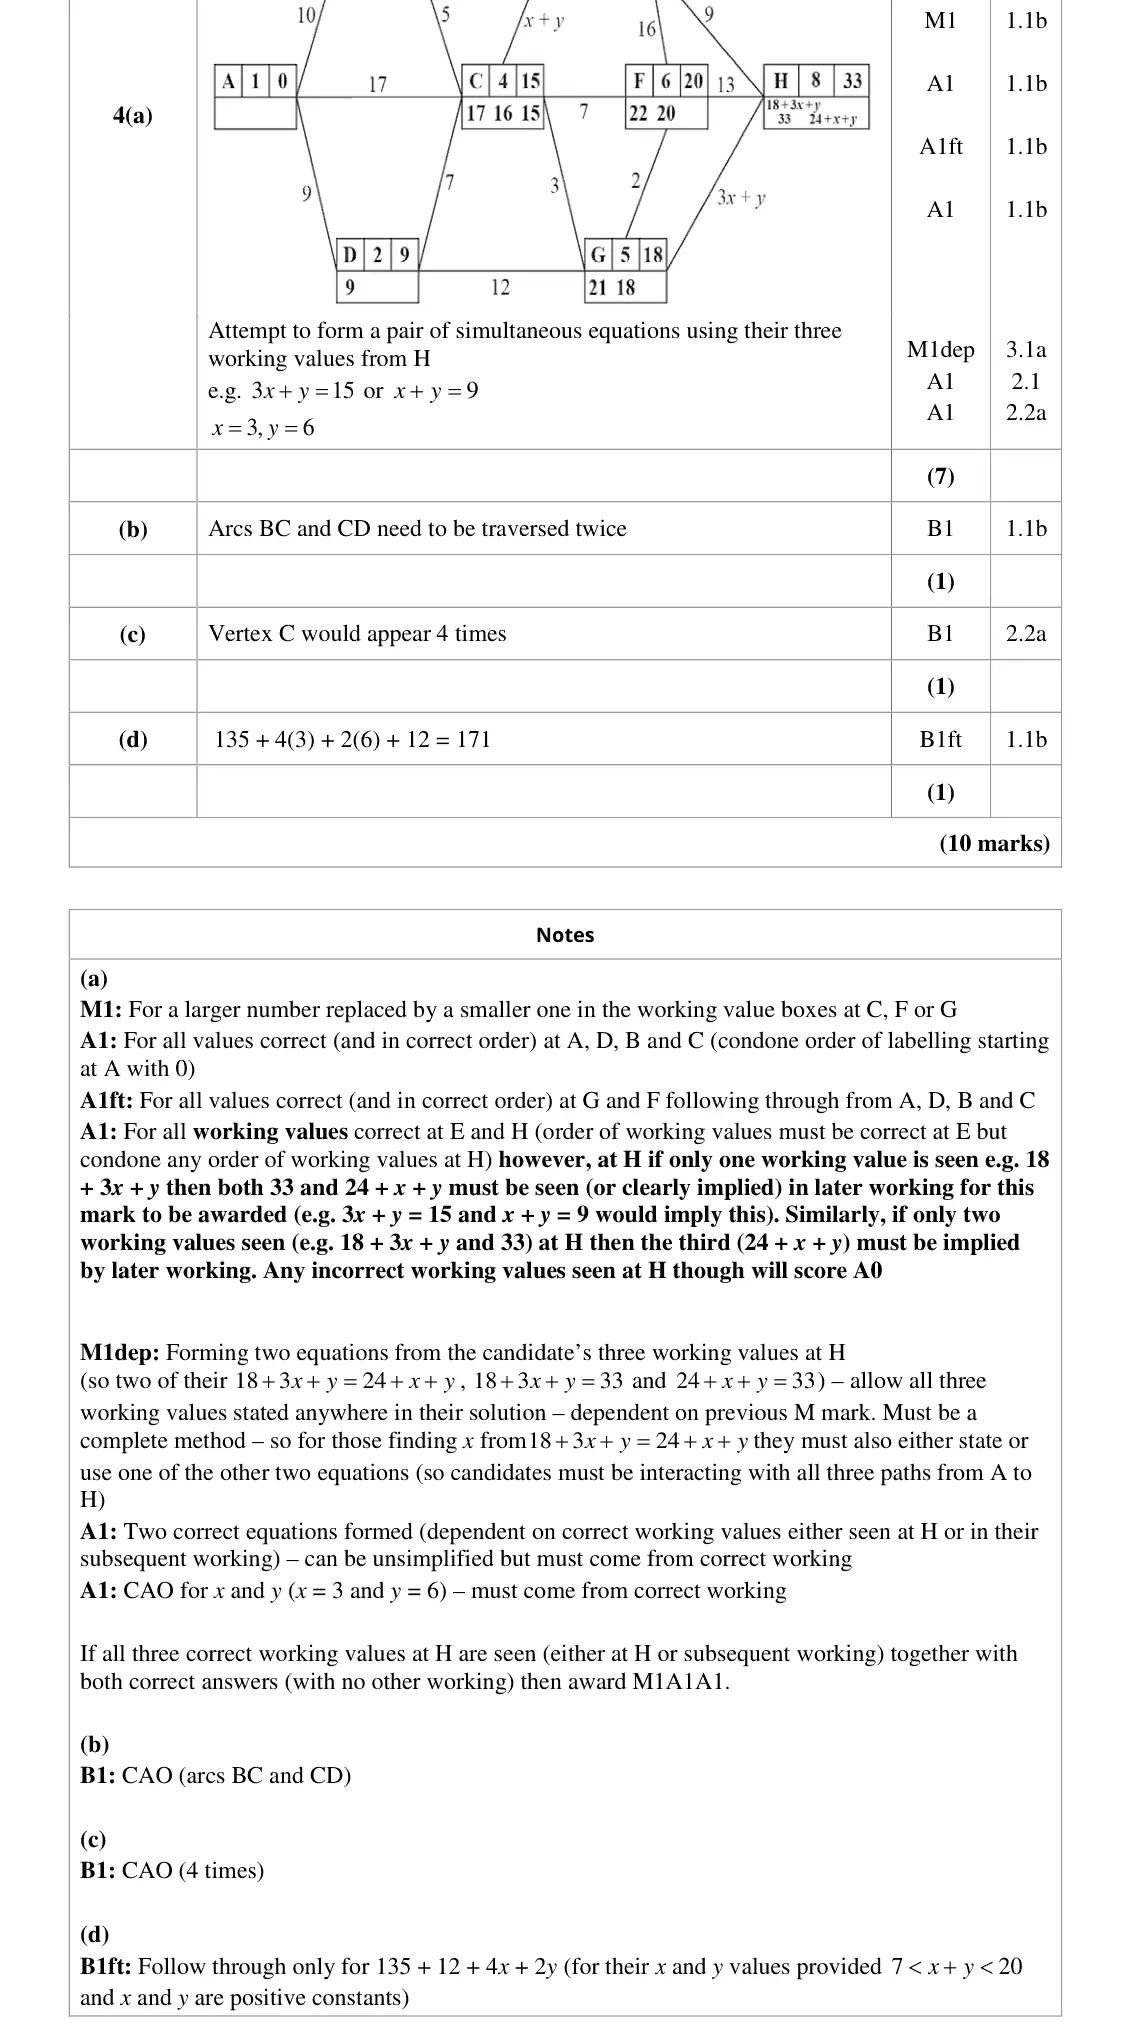 10
5
x + y
16
9
M1 1.1b
A 1 0
17
C 4 15
F 6 20
13
H 8 33
A1 1.1b
4(a)
17 16 15
7
22 20
18+3x+y
33 24+x+y
A1ft 1.1b
9
7
3
2
3x + y
A1 1.1b
D 2 9
G 5 18
9
12
21 18
Attempt to form a pair of simultaneous equations using their three
working values from H
M1dep 3.1a
e.g. 3x + y = 15 or x + y = 9
A1 2.1
x = 3, y = 6
A1 2.2a
(7)
(b) Arcs BC and CD need to be traversed twice B1 1.1b
(1)
(c) Vertex C would appear 4 times B1 2.2a
(1)
(d) 135 + 4(3) + 2(6) + 12 = 171 B1ft 1.1b
(1)
(10 marks)
Notes
(a)
M1: For a larger number replaced by a smaller one in the working value boxes at C, F or G
A1: For all values correct (and in correct order) at A, D, B and C (condone order of labelling starting
at A with 0)
A1ft: For all values correct (and in correct order) at G and F following through from A, D, B and C
A1: For all working values correct at E and H (order of working values must be correct at E but
condone any order of working values at H) however, at H if only one working value is seen e.g. 18
+ 3x + y then both 33 and 24 + x + y must be seen (or clearly implied) in later working for this
mark to be awarded (e.g. 3x + y = 15 and x + y = 9 would imply this). Similarly, if only two
working values seen (e.g. 18 + 3x + y and 33) at H then the third (24 + x + y) must be implied
by later working. Any incorrect working values seen at H though will score A0
M1dep: Forming two equations from the candidate's three working values at H
(so two of their 18 + 3x + y = 24 + x + y , 18 + 3x + y = 33 and 24 + x + y = 33) – allow all three
working values stated anywhere in their solution – dependent on previous M mark. Must be a
complete method – so for those finding x from18 + 3x + y = 24 + x + y they must also either state or
use one of the other two equations (so candidates must be interacting with all three paths from A to
H)
A1: Two correct equations formed (dependent on correct working values either seen at H or in their
subsequent working) – can be unsimplified but must come from correct working
A1: CAO for x and y (x = 3 and y = 6) – must come from correct working
If all three correct working values at H are seen (either at H or subsequent working) together with
both correct answers (with no other working) then award M1A1A1.
(b)
B1: CAO (arcs BC and CD)
(c)
B1: CAO (4 times)
(d)
B1ft: Follow through only for 135 + 12 + 4x + 2y (for their x and y values provided 7 < x + y < 20
and x and y are positive constants)